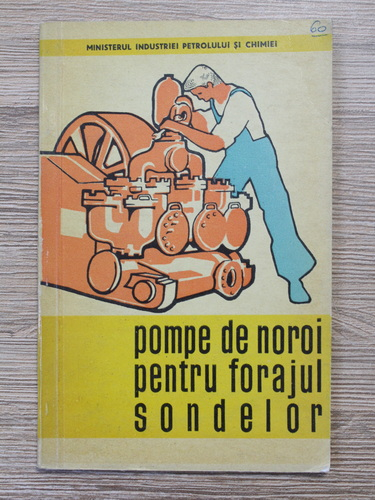 60
MINISTERUL INDUSTRIEI PETROLULUI ȘI CHIMIEI
pompe de noroi
pentru forajul
sondelor